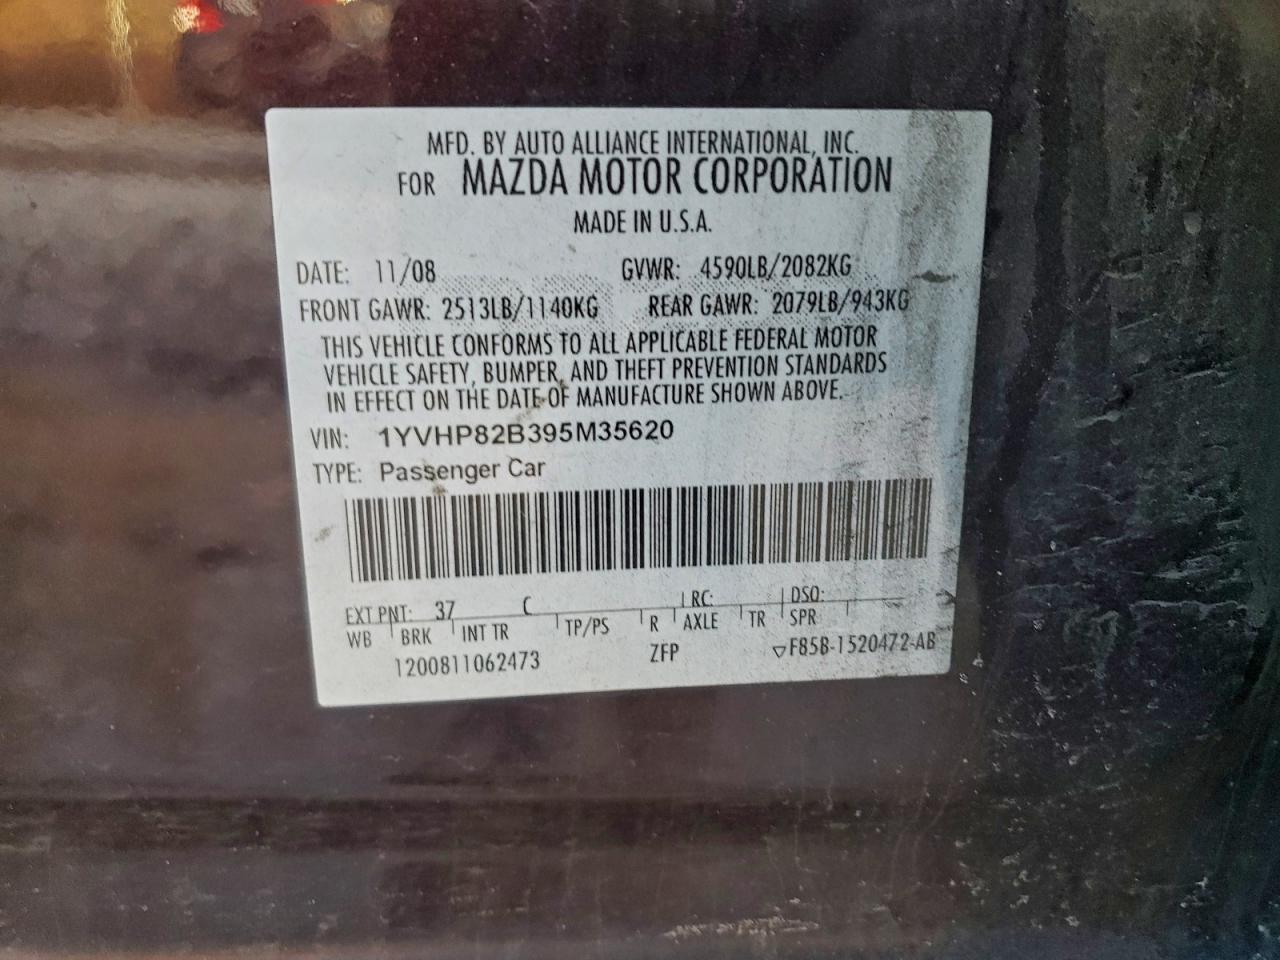 MFD. BY AUTO ALLIANCE INTERNATIONAL, INC.
FOR MAZDA MOTOR CORPORATION
MADE IN U.S.A.
DATE: 11/08 GVWR: 4590LB/2082KG
FRONT GAWR: 2513LB/1140KG REAR GAWR: 2079LB/943KG
THIS VEHICLE CONFORMS TO ALL APPLICABLE FEDERAL MOTOR
VEHICLE SAFETY, BUMPER, AND THEFT PREVENTION STANDARDS
IN EFFECT ON THE DATE OF MANUFACTURE SHOWN ABOVE.
VIN: 1YVHP82B395M35620
TYPE: Passenger Car
EXT PNT: 37 C RC: DSO:
WB BRK INT TR TP/PS R AXLE TR SPR
1200811062473 ZFP ▽F85B-1520472-AB